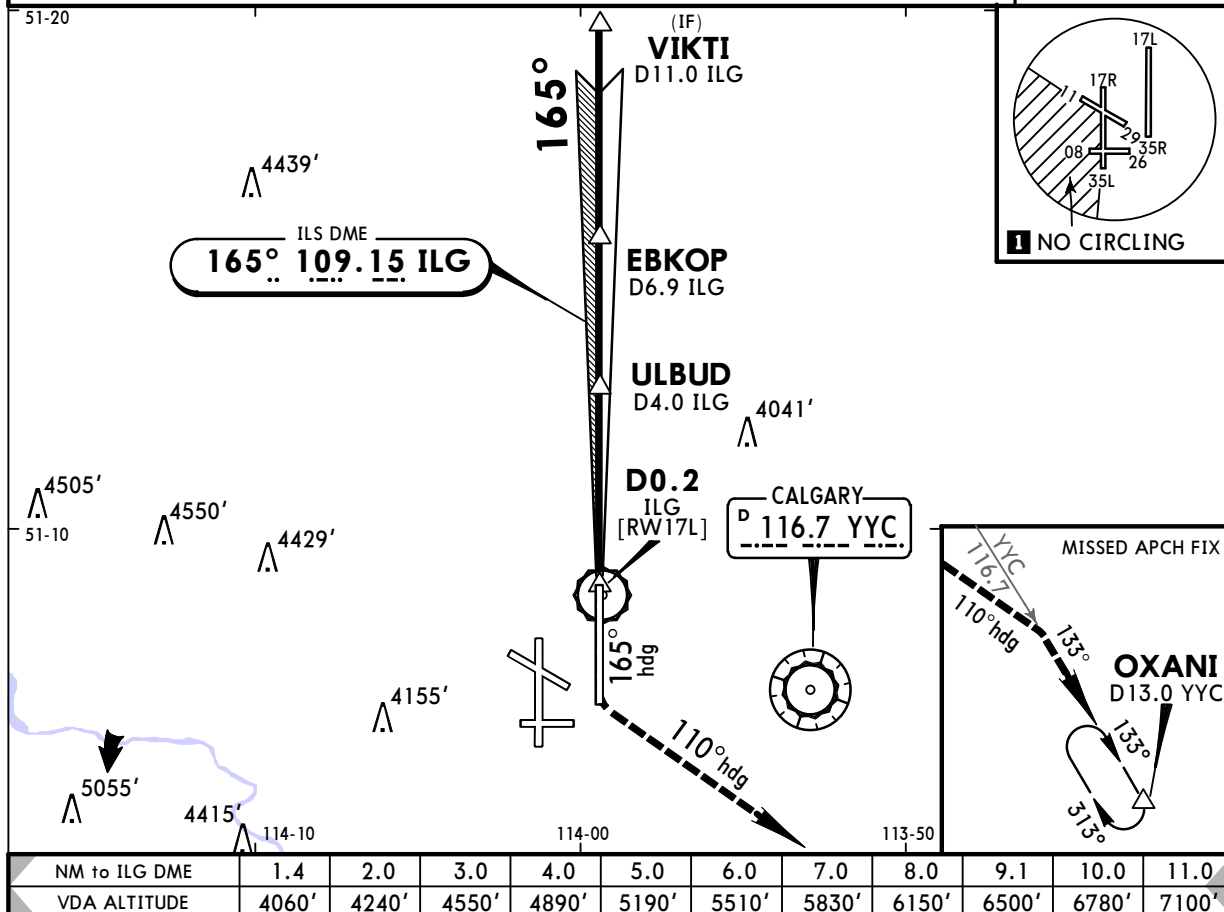 51-20
(IF)
VIKTI
D11.0 ILG
165°
17L
17R
11
29
35R
08
26
35L
1 NO CIRCLING
4439'
ILS DME
165° 109.15 ILG
EBKOP
D6.9 ILG
ULBUD
D4.0 ILG
4041'
4505'
4550'
51-10
4429'
D0.2
ILG
[RW17L]
CALGARY
D 116.7 YYC
MISSED APCH FIX
YYC
116.7
110°hdg
133°
OXANI
D13.0 YYC
133°
313°
165°
hdg
4155'
110°hdg
5055'
4415'
114-10
114-00
113-50
NM to ILG DME 1.4 2.0 3.0 4.0 5.0 6.0 7.0 8.0 9.1 10.0 11.0
VDA ALTITUDE 4060' 4240' 4550' 4890' 5190' 5510' 5830' 6150' 6500' 6780' 7100'